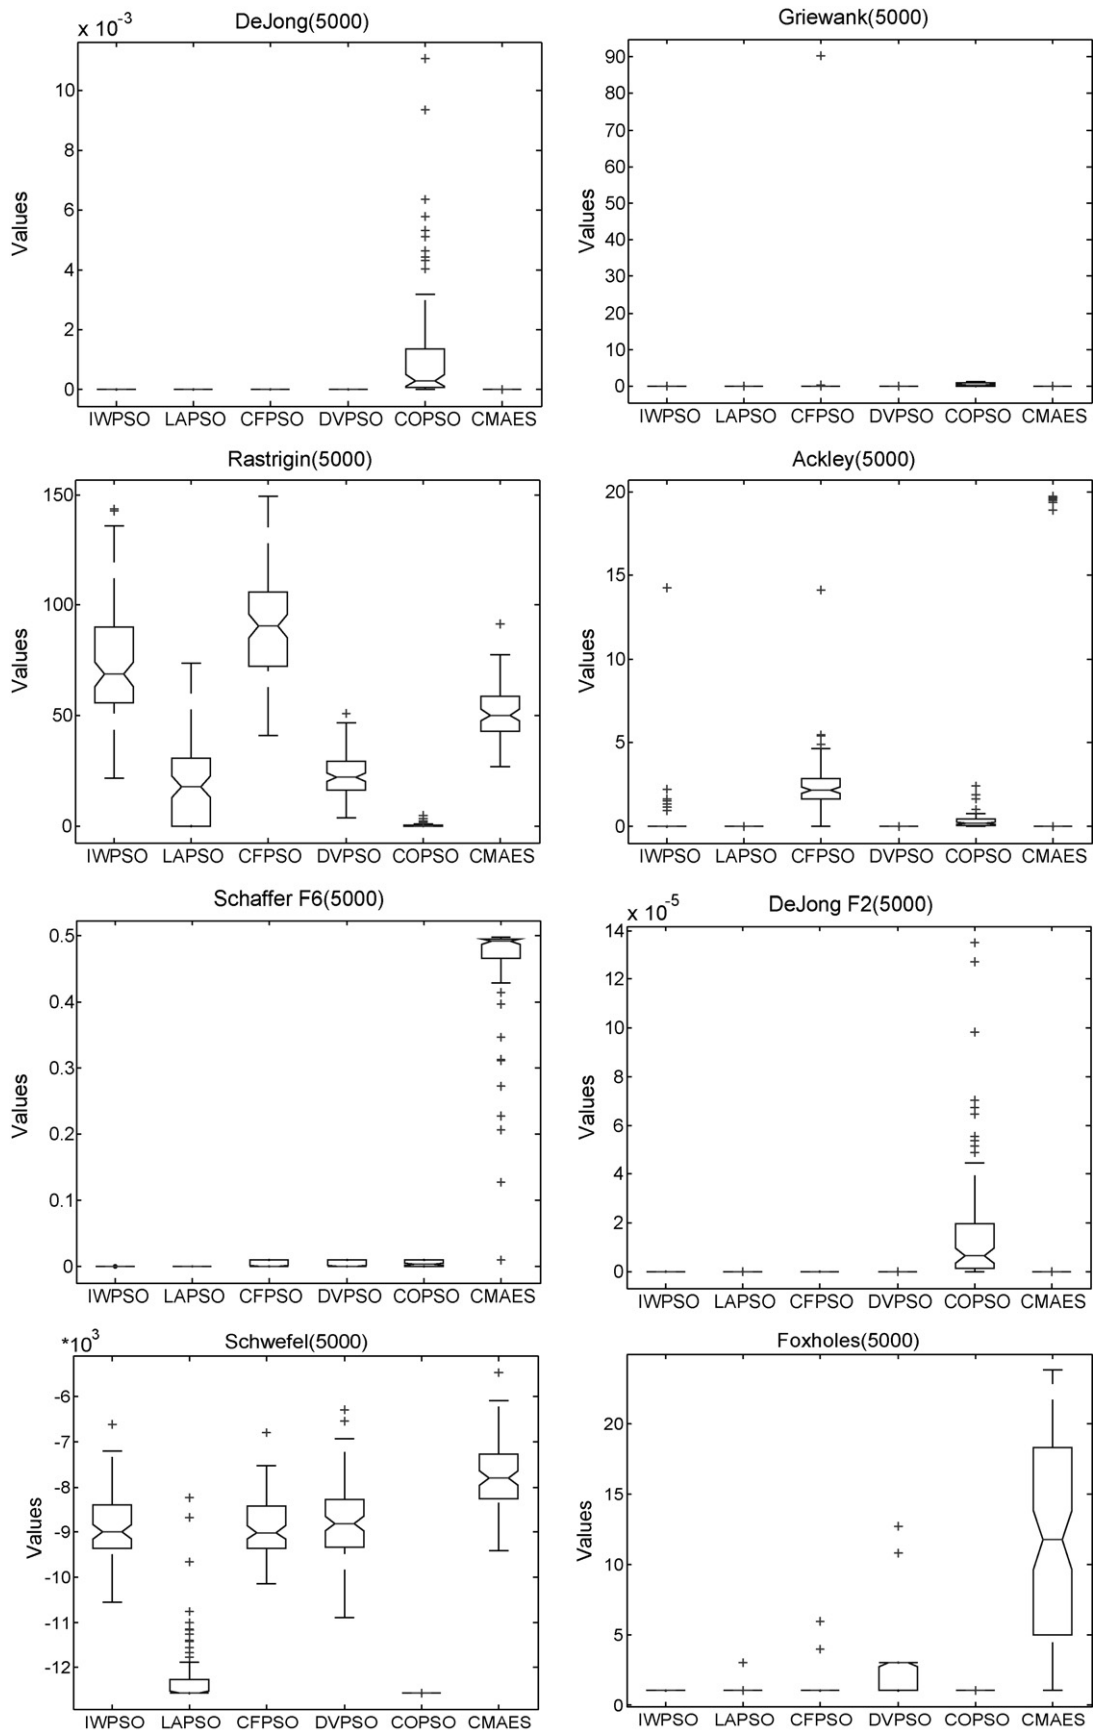 DeJong(5000)
x 10^-3
10
8
6
4
2
0
Values
IWPSO LAPSO CFPSO DVPSO COPSO CMAES
Griewank(5000)
90
80
70
60
50
40
30
20
10
0
Values
IWPSO LAPSO CFPSO DVPSO COPSO CMAES
Rastrigin(5000)
150
100
50
0
Values
IWPSO LAPSO CFPSO DVPSO COPSO CMAES
Ackley(5000)
20
15
10
5
0
Values
IWPSO LAPSO CFPSO DVPSO COPSO CMAES
Schaffer F6(5000)
0.5
0.4
0.3
0.2
0.1
0
Values
IWPSO LAPSO CFPSO DVPSO COPSO CMAES
DeJong F2(5000)
x 10^-5
14
12
10
8
6
4
2
0
Values
IWPSO LAPSO CFPSO DVPSO COPSO CMAES
Schwefel(5000)
*10^3
-6
-7
-8
-9
-10
-11
-12
Values
IWPSO LAPSO CFPSO DVPSO COPSO CMAES
Foxholes(5000)
20
15
10
5
0
Values
IWPSO LAPSO CFPSO DVPSO COPSO CMAES